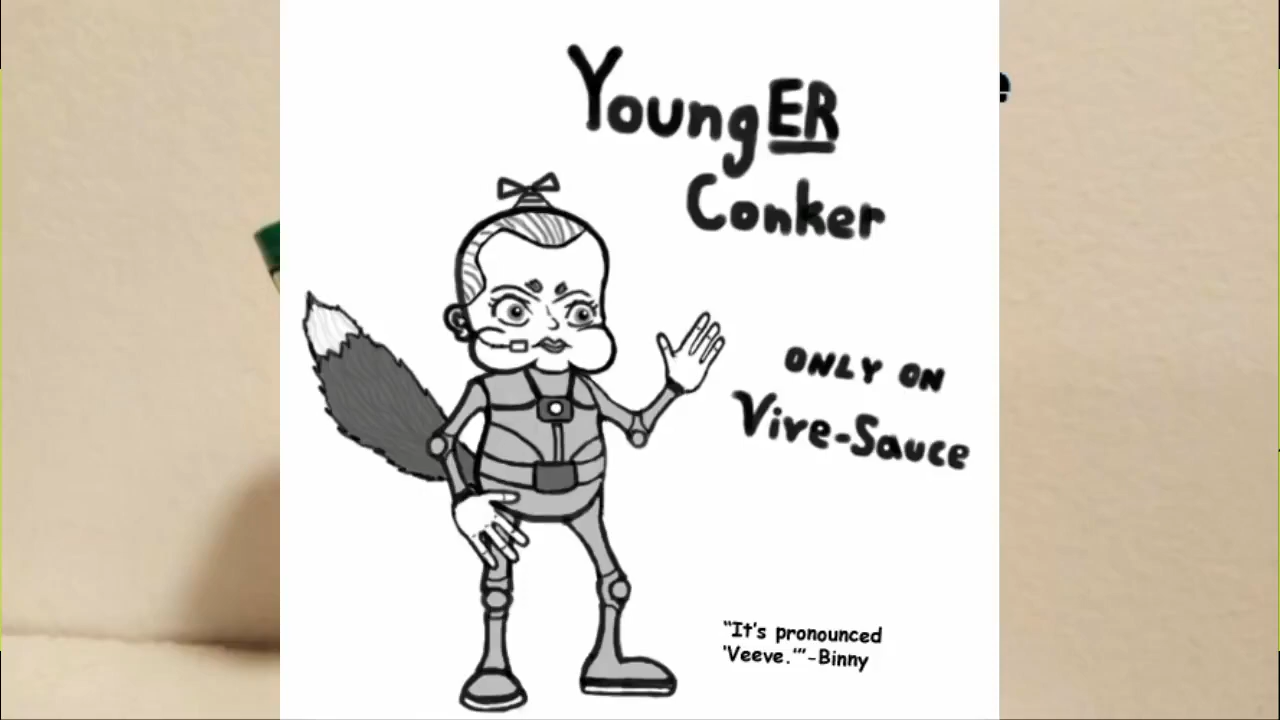 YoungER
Conker
ONLY ON
Vive-Sauce
"It's pronounced
'Veeve.'"-Binny